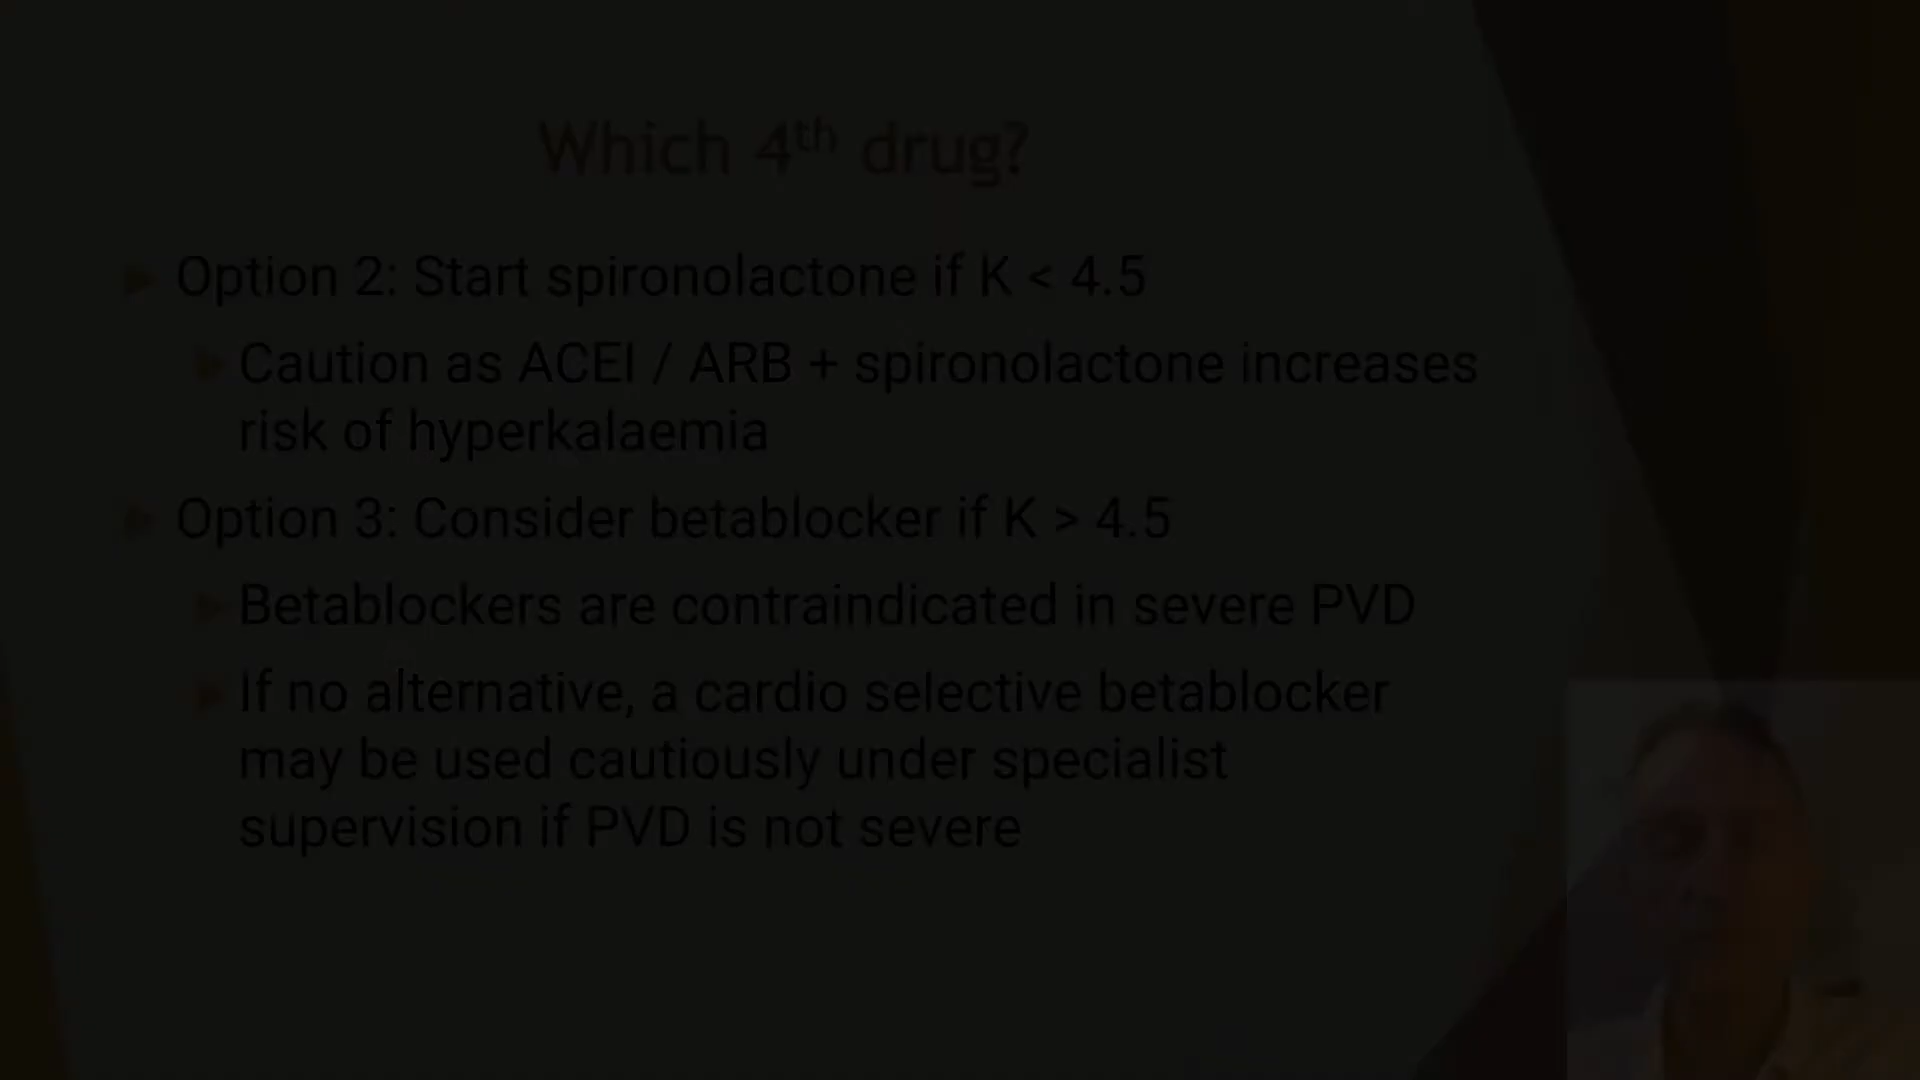 Which 4th drug?
Option 2: Start spironolactone if K < 4.5
Caution as ACEI / ARB + spironolactone increases
risk of hyperkalaemia
Option 3: Consider betablocker if K > 4.5
Betablockers are contraindicated in severe PVD
If no alternative, a cardio selective betablocker
may be used cautiously under specialist
supervision if PVD is not severe